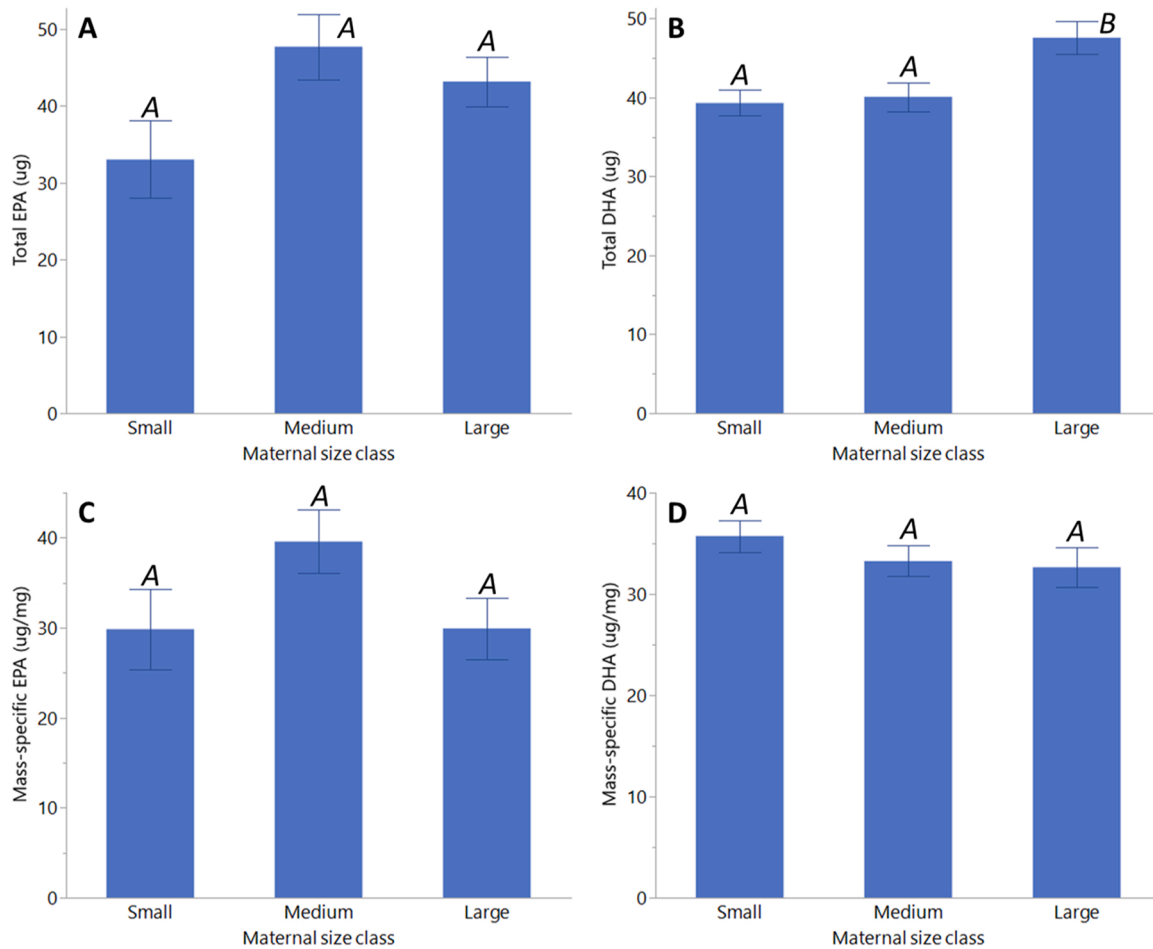 A
Total EPA (ug)
50
40
30
20
10
0
A
A
A
Small Medium Large
Maternal size class
B
Total DHA (ug)
50
40
30
20
10
0
A
A
B
Small Medium Large
Maternal size class
C
Mass-specific EPA (ug/mg)
40
30
20
10
0
A
A
A
Small Medium Large
Maternal size class
D
Mass-specific DHA (ug/mg)
40
30
20
10
0
A
A
A
Small Medium Large
Maternal size class